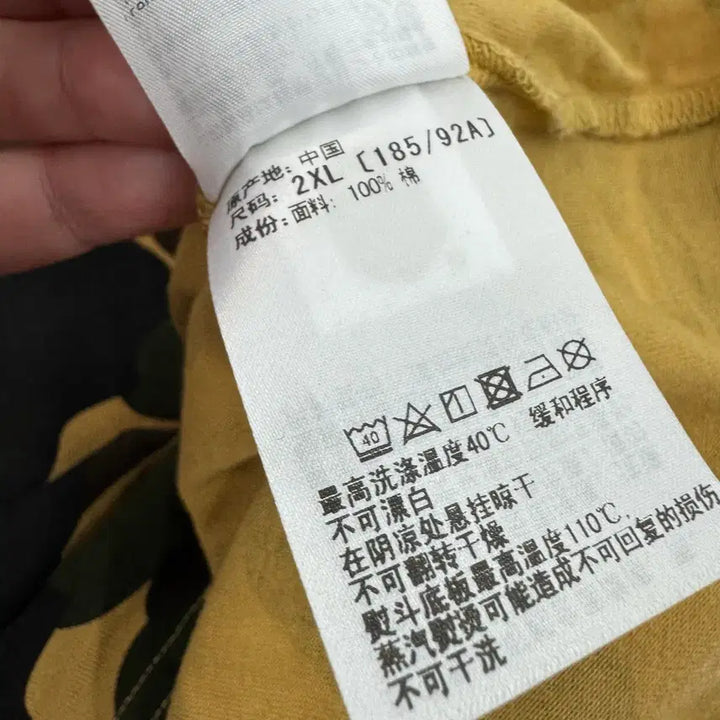 原产地: 中国
尺码: 2XL [185/92A]
成份: 面料: 100% 棉
40
最高洗涤温度40℃ 缓和程序
不可漂白
在阴凉处悬挂晾干
不可翻转干燥
熨斗底板最高温度110℃,
蒸汽熨烫可能造成不可回复的损伤
不可干洗